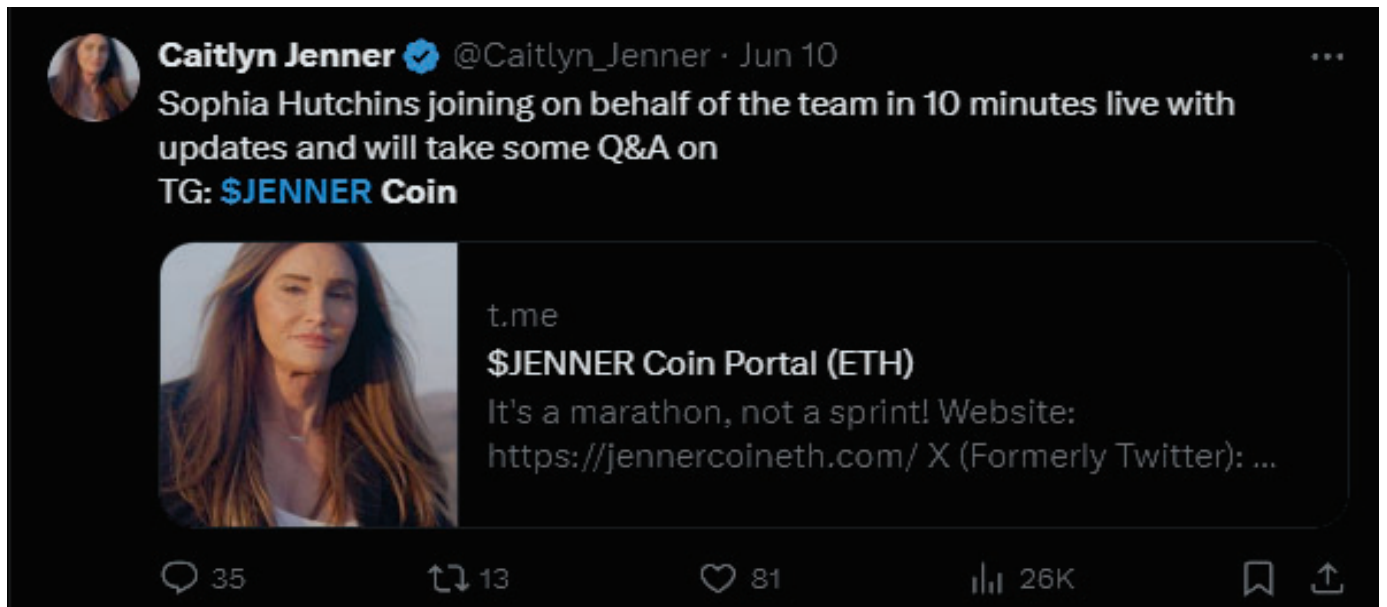 Caitlyn Jenner @Caitlyn_Jenner · Jun 10
Sophia Hutchins joining on behalf of the team in 10 minutes live with
updates and will take some Q&A on
TG: $JENNER Coin
t.me
$JENNER Coin Portal (ETH)
It's a marathon, not a sprint! Website:
https://jennercoineth.com/ X (Formerly Twitter): ...
35 13 81 26K